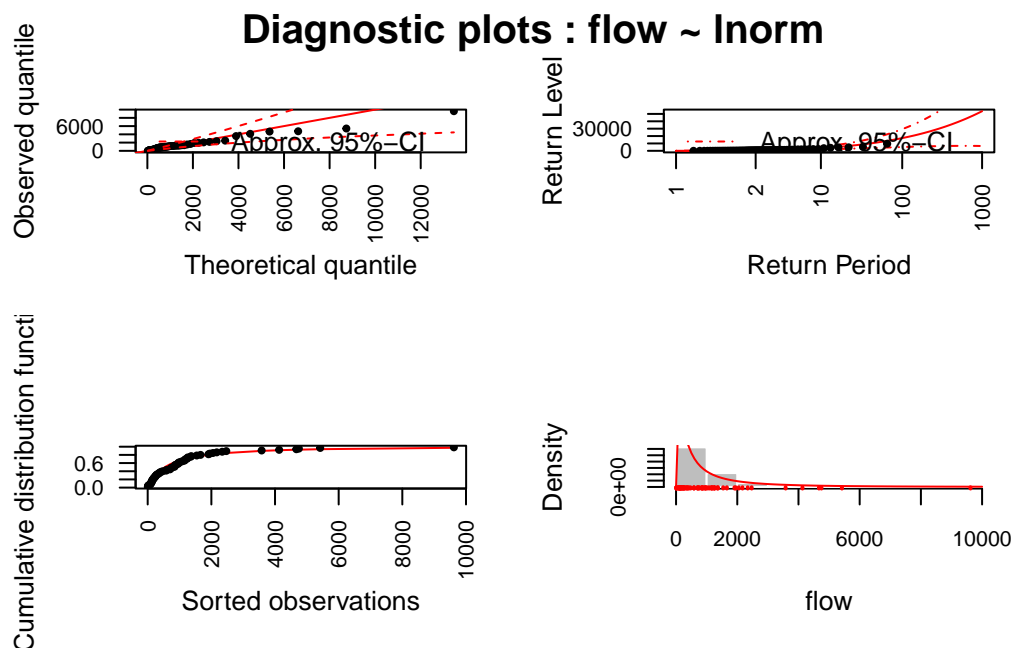 Diagnostic plots : flow ~ lnorm
Observed quantile
6000
0
Approx. 95%−CI
0
2000
4000
6000
8000
10000
12000
Theoretical quantile
Return Level
30000
0
Approx. 95%−CI
1
2
10
100
1000
Return Period
Cumulative distribution functi
0.6
0.0
0
2000
4000
6000
8000
10000
Sorted observations
Density
0e+00
0
2000
6000
10000
flow